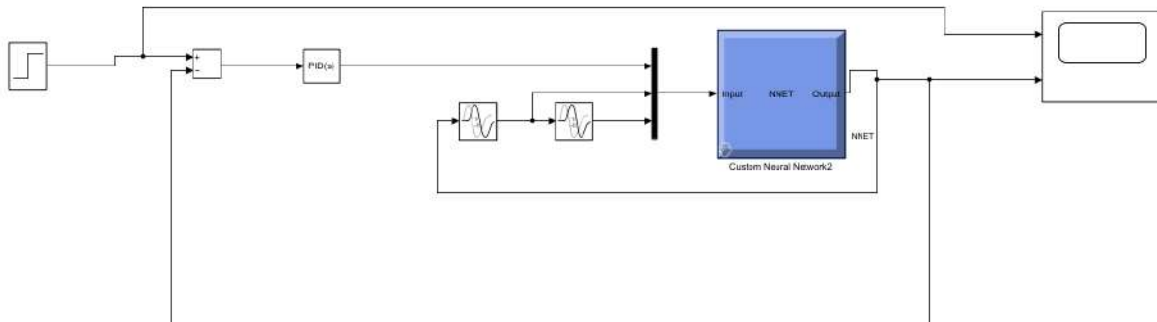 +
−
PID(s)
Input NNET Output
NNET
Custom Neural Network2